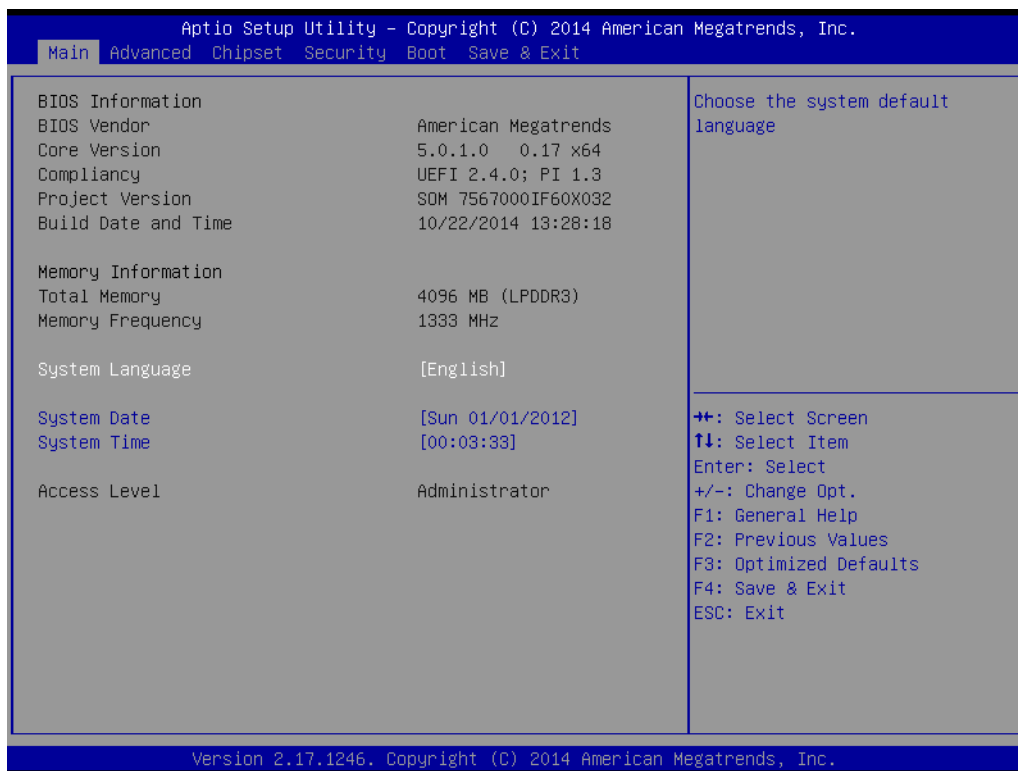 Aptio Setup Utility – Copyright (C) 2014 American Megatrends, Inc.
Main Advanced Chipset Security Boot Save & Exit
BIOS Information
BIOS Vendor American Megatrends
Core Version 5.0.1.0 0.17 x64
Compliancy UEFI 2.4.0; PI 1.3
Project Version SOM 7567000IF60X032
Build Date and Time 10/22/2014 13:28:18
Memory Information
Total Memory 4096 MB (LPDDR3)
Memory Frequency 1333 MHz
System Language [English]
System Date [Sun 01/01/2012]
System Time [00:03:33]
Access Level Administrator
Choose the system default
language
→←: Select Screen
↑↓: Select Item
Enter: Select
+/-: Change Opt.
F1: General Help
F2: Previous Values
F3: Optimized Defaults
F4: Save & Exit
ESC: Exit
Version 2.17.1246. Copyright (C) 2014 American Megatrends, Inc.